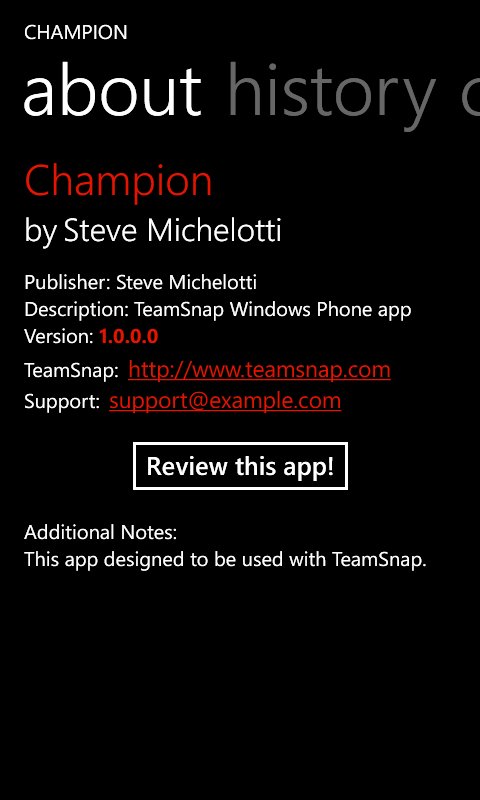 CHAMPION
about history
Champion
by Steve Michelotti
Publisher: Steve Michelotti
Description: TeamSnap Windows Phone app
Version: 1.0.0.0
TeamSnap: http://www.teamsnap.com
Support: support@example.com
Review this app!
Additional Notes:
This app designed to be used with TeamSnap.